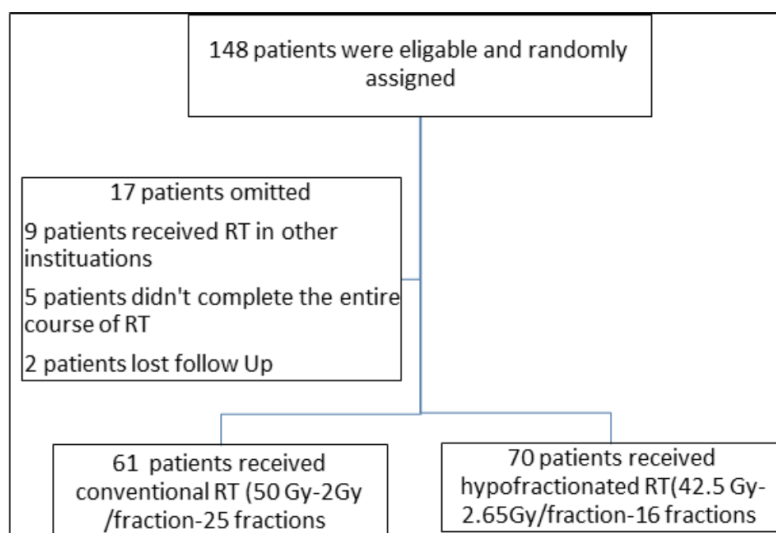 148 patients were eligable and randomly
assigned
17 patients omitted
9 patients received RT in other
instituations
5 patients didn't complete the entire
course of RT
2 patients lost follow Up
61 patients received
conventional RT (50 Gy-2Gy
/fraction-25 fractions
70 patients received
hypofractionated RT(42.5 Gy-
2.65Gy/fraction-16 fractions